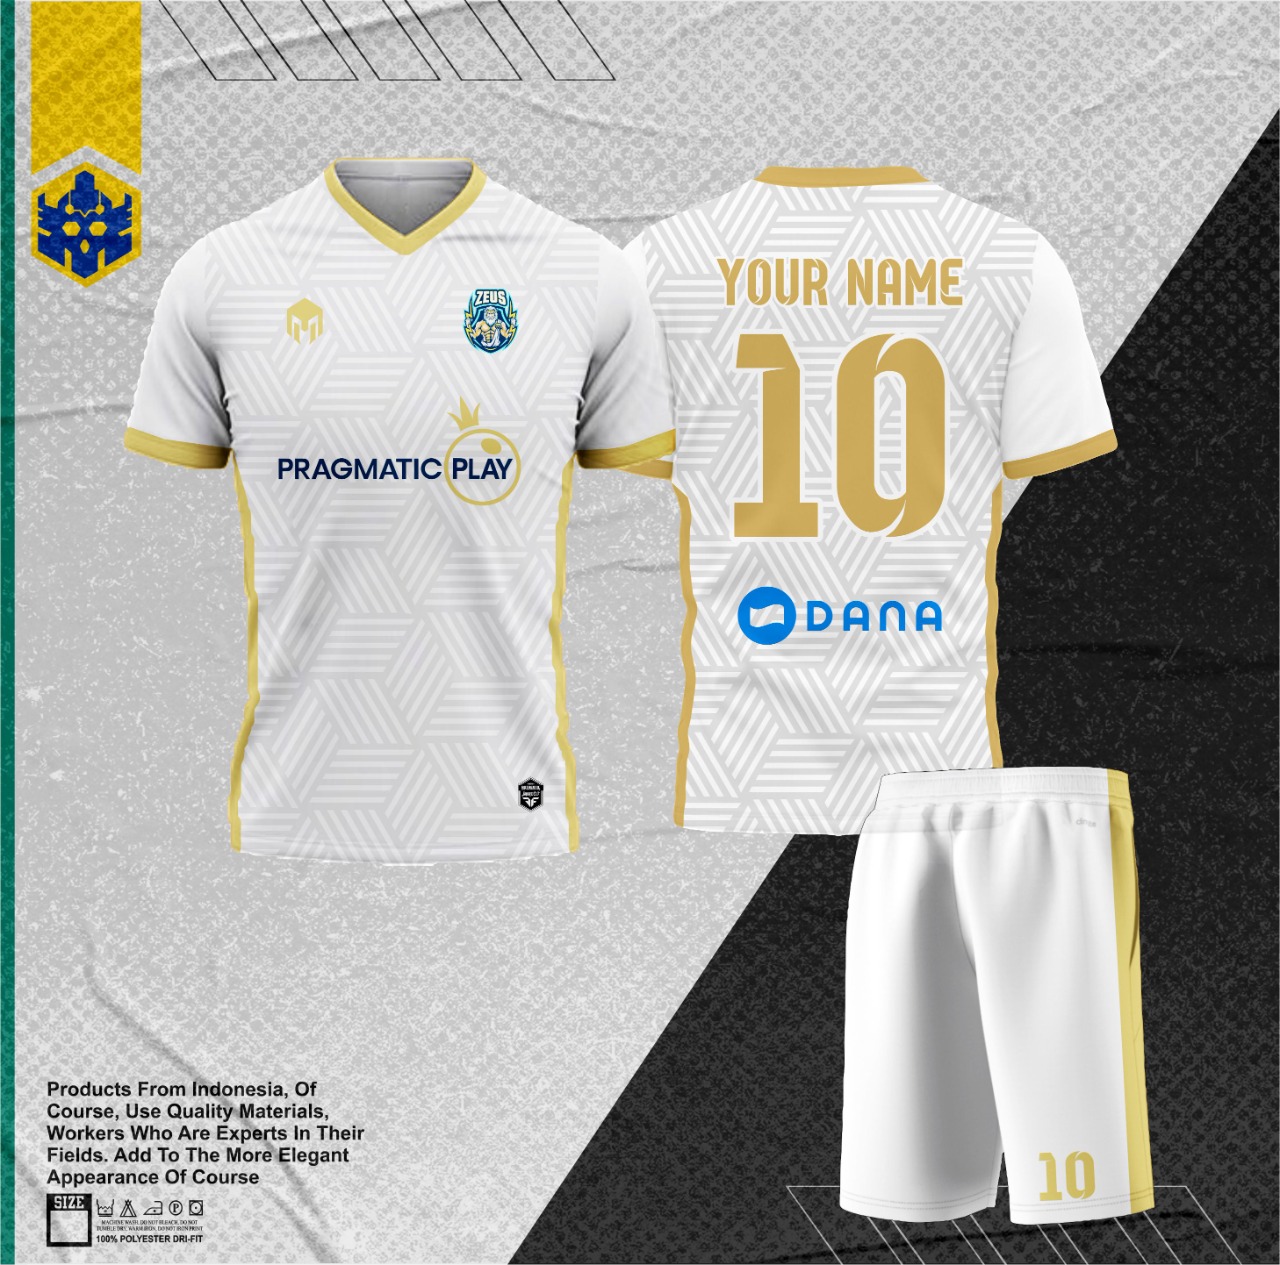 ZEUS
PRAGMATIC PLAY
YOUR NAME
10
DANA
10
Products From Indonesia, Of
Course, Use Quality Materials,
Workers Who Are Experts In Their
Fields. Add To The More Elegant
Appearance Of Course
SIZE
MACHINE WASH. DO NOT BLEACH. DO NOT
TUMBLE DRY. WARM IRON. DO NOT IRON PRINT
100% POLYESTER DRI-FIT